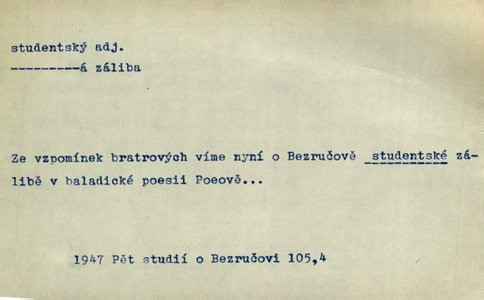 studentský adj.
---------á záliba
Ze vzpomínek bratrových víme nyní o Bezručově studentské zá-
libě v baladické poesii Poeově...
1947 Pět studií o Bezručovi 105,4